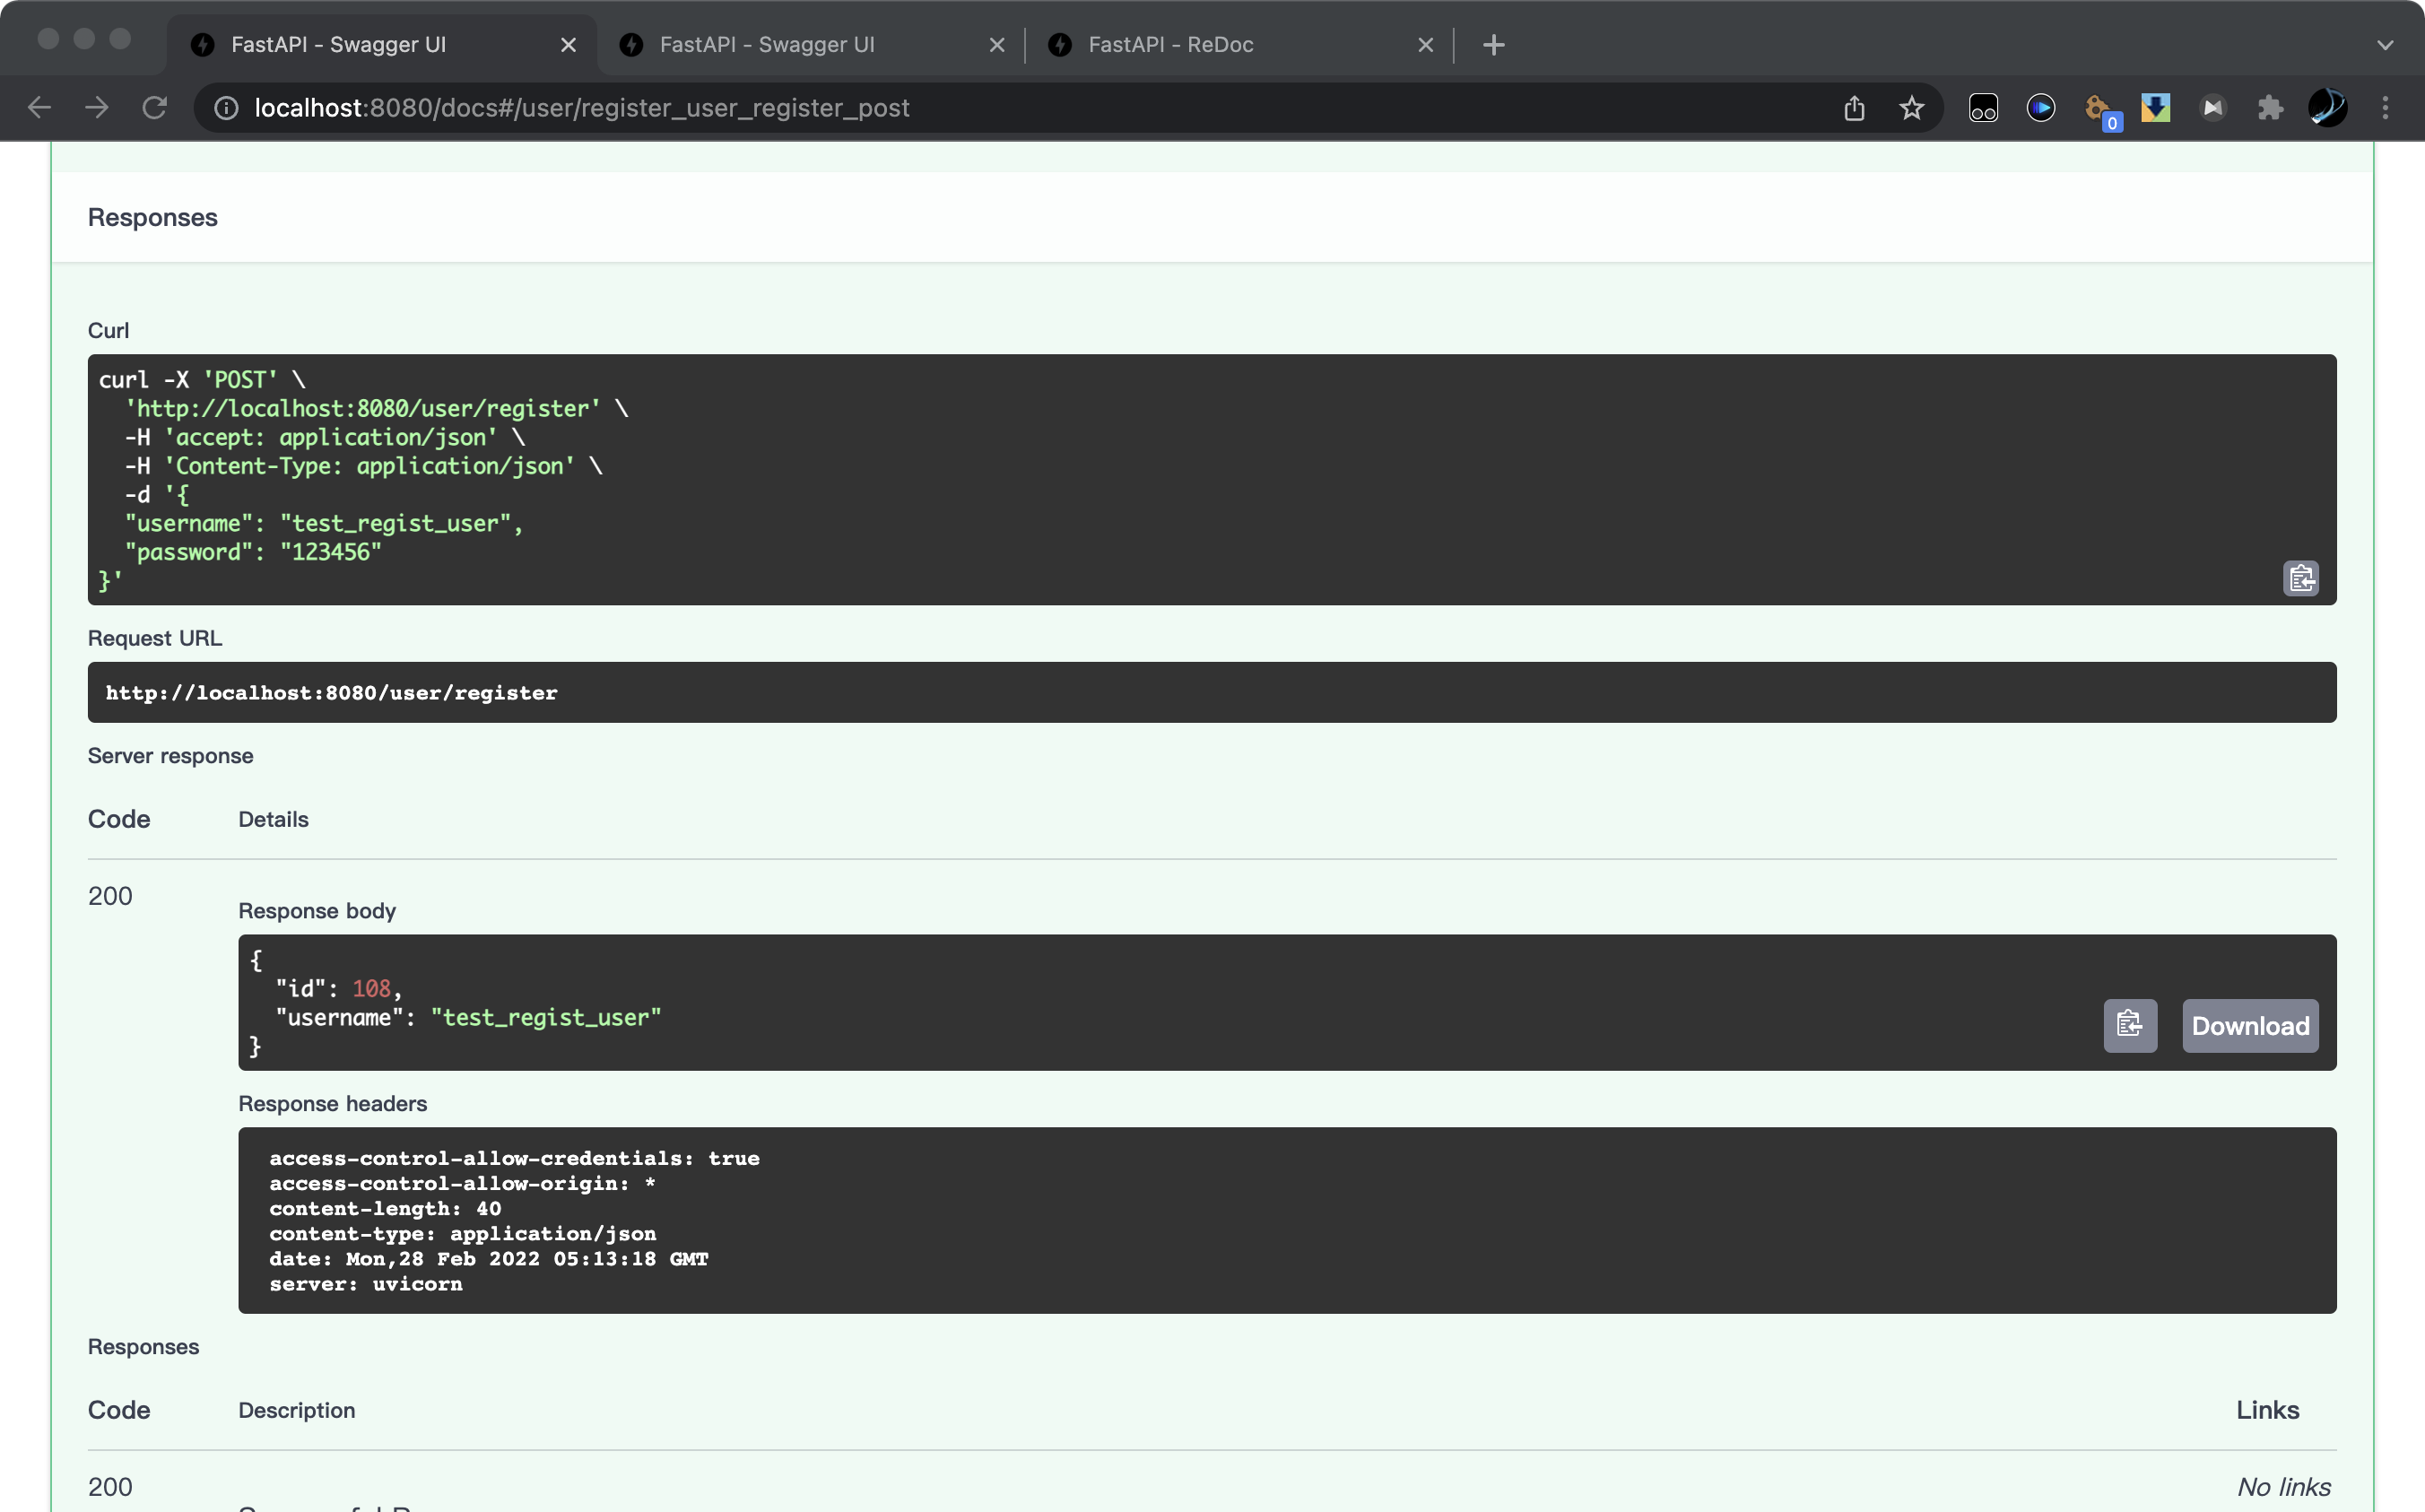 FastAPI - Swagger UI
FastAPI - Swagger UI
FastAPI - ReDoc
localhost:8080/docs#/user/register_user_register_post
0
Responses
Curl
curl -X 'POST' \
  'http://localhost:8080/user/register' \
  -H 'accept: application/json' \
  -H 'Content-Type: application/json' \
  -d '{
  "username": "test_regist_user",
  "password": "123456"
}'
Request URL
http://localhost:8080/user/register
Server response
Code Details
200
Response body
{
  "id": 108,
  "username": "test_regist_user"
}
Download
Response headers
access-control-allow-credentials: true
access-control-allow-origin: *
content-length: 40
content-type: application/json
date: Mon,28 Feb 2022 05:13:18 GMT
server: uvicorn
Responses
Code Description Links
200 No links